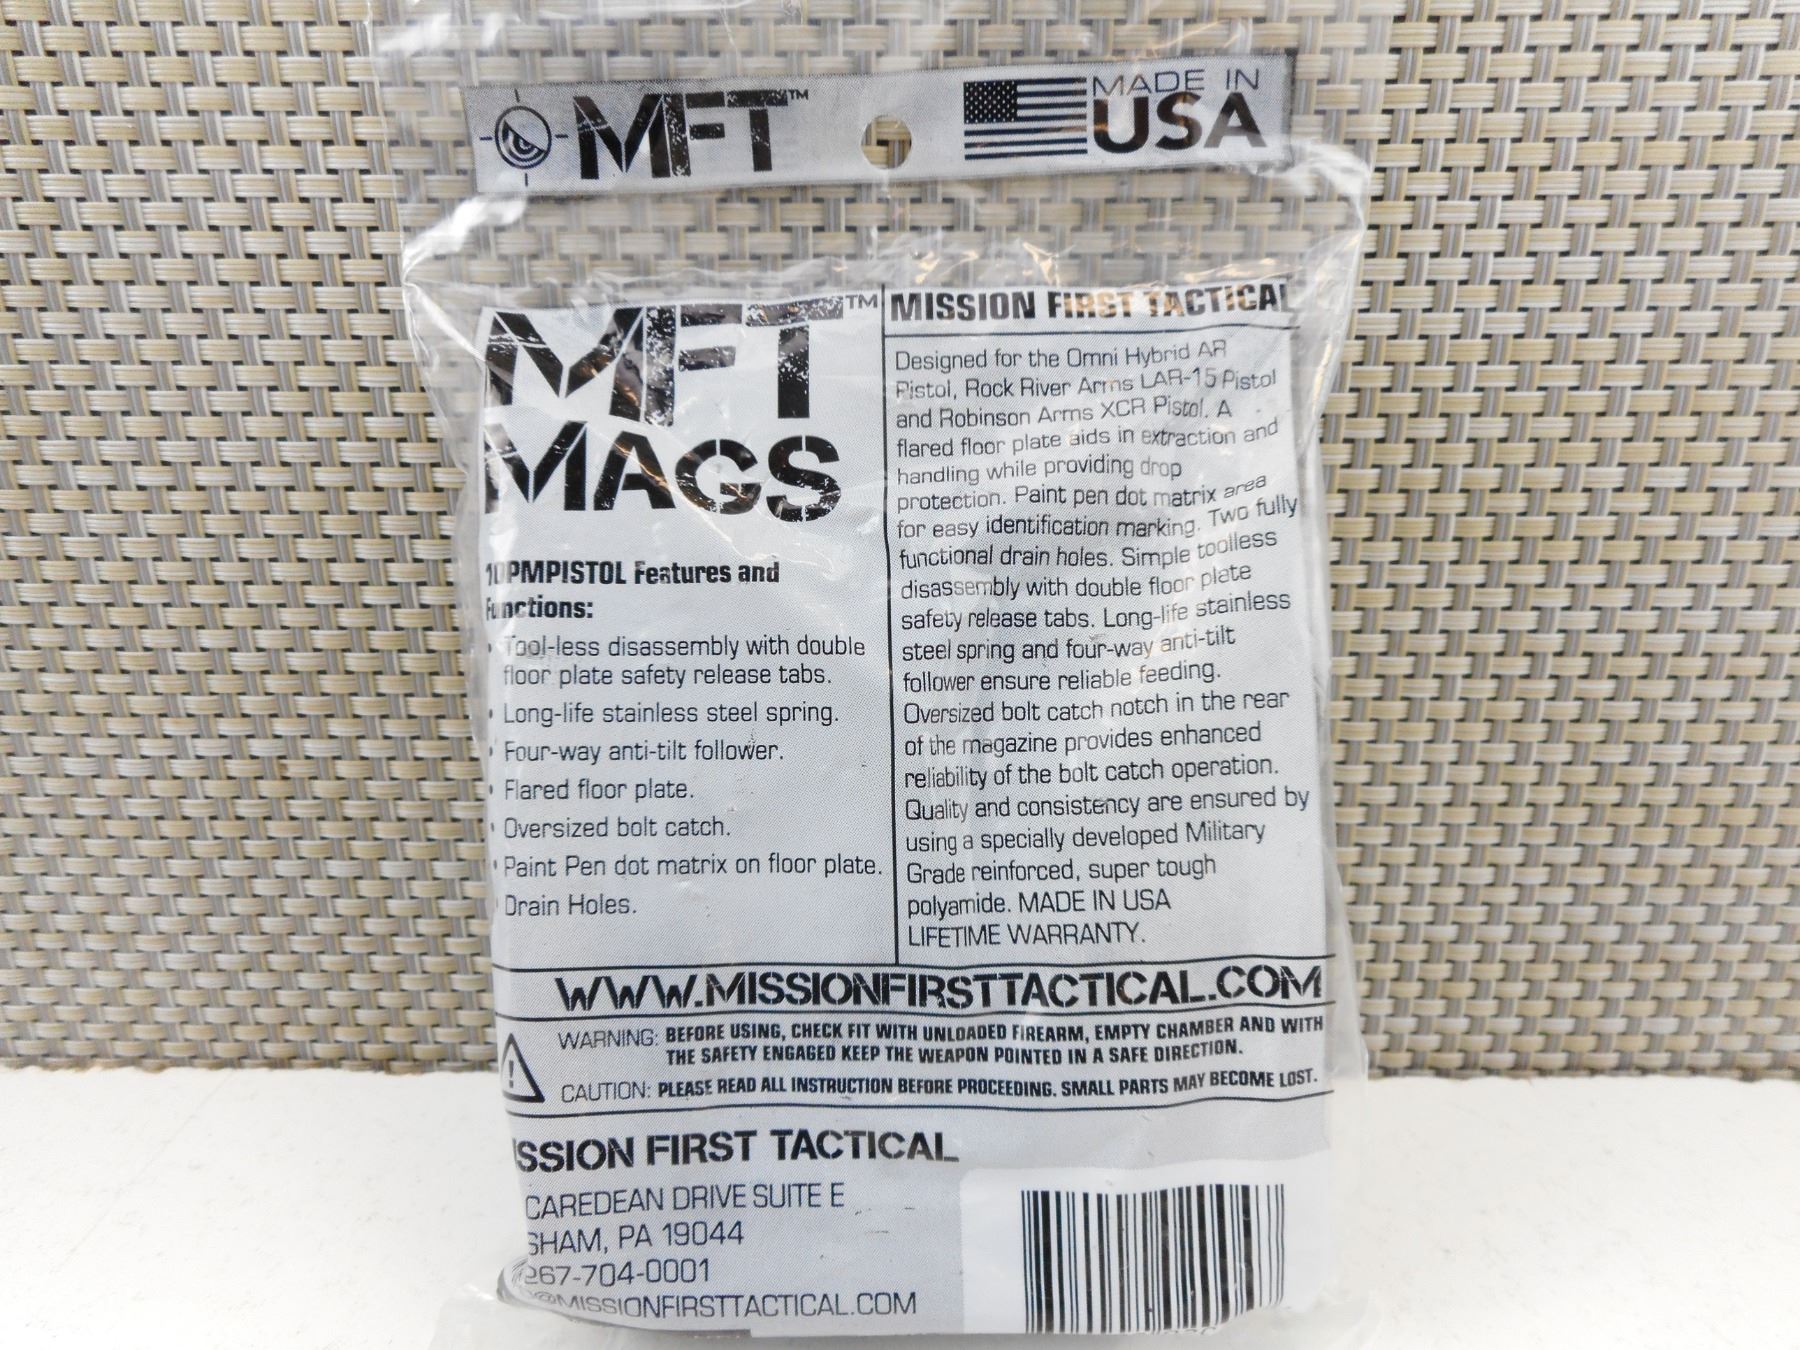 MFT™
MADE IN
USA
MFT™
MAGS
10PMPISTOL Features and
Functions:
• Tool-less disassembly with double
floor plate safety release tabs.
• Long-life stainless steel spring.
• Four-way anti-tilt follower.
• Flared floor plate.
• Oversized bolt catch.
• Paint Pen dot matrix on floor plate.
• Drain Holes.
MISSION FIRST TACTICAL
Designed for the Omni Hybrid AR
Pistol, Rock River Arms LAR-15 Pistol
and Robinson Arms XCR Pistol. A
flared floor plate aids in extraction and
handling while providing drop
protection. Paint pen dot matrix area
for easy identification marking. Two fully
functional drain holes. Simple toolless
disassembly with double floor plate
safety release tabs. Long-life stainless
steel spring and four-way anti-tilt
follower ensure reliable feeding.
Oversized bolt catch notch in the rear
of the magazine provides enhanced
reliability of the bolt catch operation.
Quality and consistency are ensured by
using a specially developed Military
Grade reinforced, super tough
polyamide. MADE IN USA
LIFETIME WARRANTY.
WWW.MISSIONFIRSTTACTICAL.COM
WARNING: BEFORE USING, CHECK FIT WITH UNLOADED FIREARM, EMPTY CHAMBER AND WITH
THE SAFETY ENGAGED KEEP THE WEAPON POINTED IN A SAFE DIRECTION.
CAUTION: PLEASE READ ALL INSTRUCTION BEFORE PROCEEDING. SMALL PARTS MAY BECOME LOST.
SSION FIRST TACTICAL
CAREDEAN DRIVE SUITE E
SHAM, PA 19044
267-704-0001
@MISSIONFIRSTTACTICAL.COM